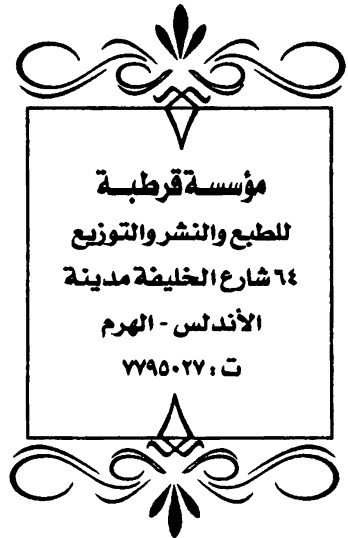 مؤسسة قرطبة
للطبع والنشر والتوزيع
٦٤ شارع الخليفة مدينة
الأندلس - الهرم
ت : ٧٧٩٥٠٢٧